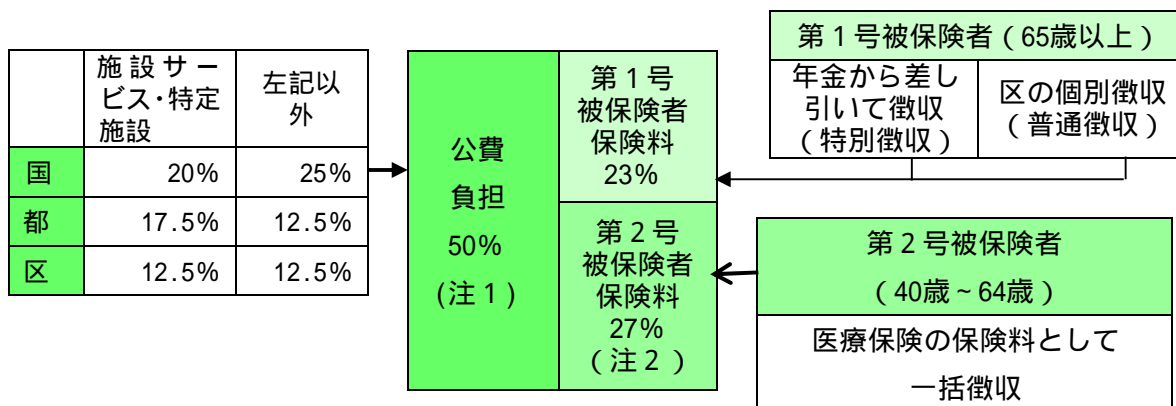 施設サー
ビス・特定
施設
左記以
外
国
20%
25%
都
17.5%
12.5%
区
12.5%
12.5%
公費
負担
50%
(注1)
第1号
被保険者
保険料
23%
第2号
被保険者
保険料
27%
(注2)
第1号被保険者(65歳以上)
年金から差し
引いて徴収
(特別徴収)
区の個別徴収
(普通徴収)
第2号被保険者
(40歳~64歳)
医療保険の保険料として
一括徴収